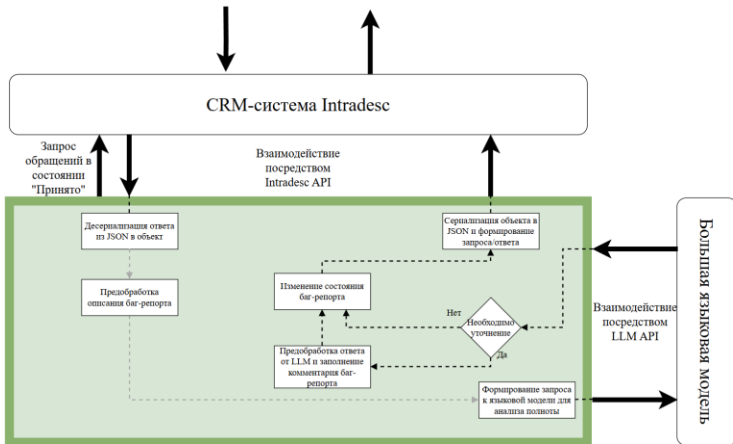 CRM-система Intradesc
Запрос
обращений в
состоянии
"Принято"
Взаимодействие
посредством
Intradesc API
Десериализация ответа
из JSON в объект
Сериализация объекта в
JSON и формирование
запроса/ответа
Предобработка
описания баг-репорта
Изменение состояния
баг-репорта
Нет
Необходимо
уточнение
Да
Предобработка ответа
от LLM и заполнение
комментария баг-
репорта
Формирование запроса
к языковой модели для
анализа полноты
Взаимодействие
посредством
LLM API
Большая языковая модель